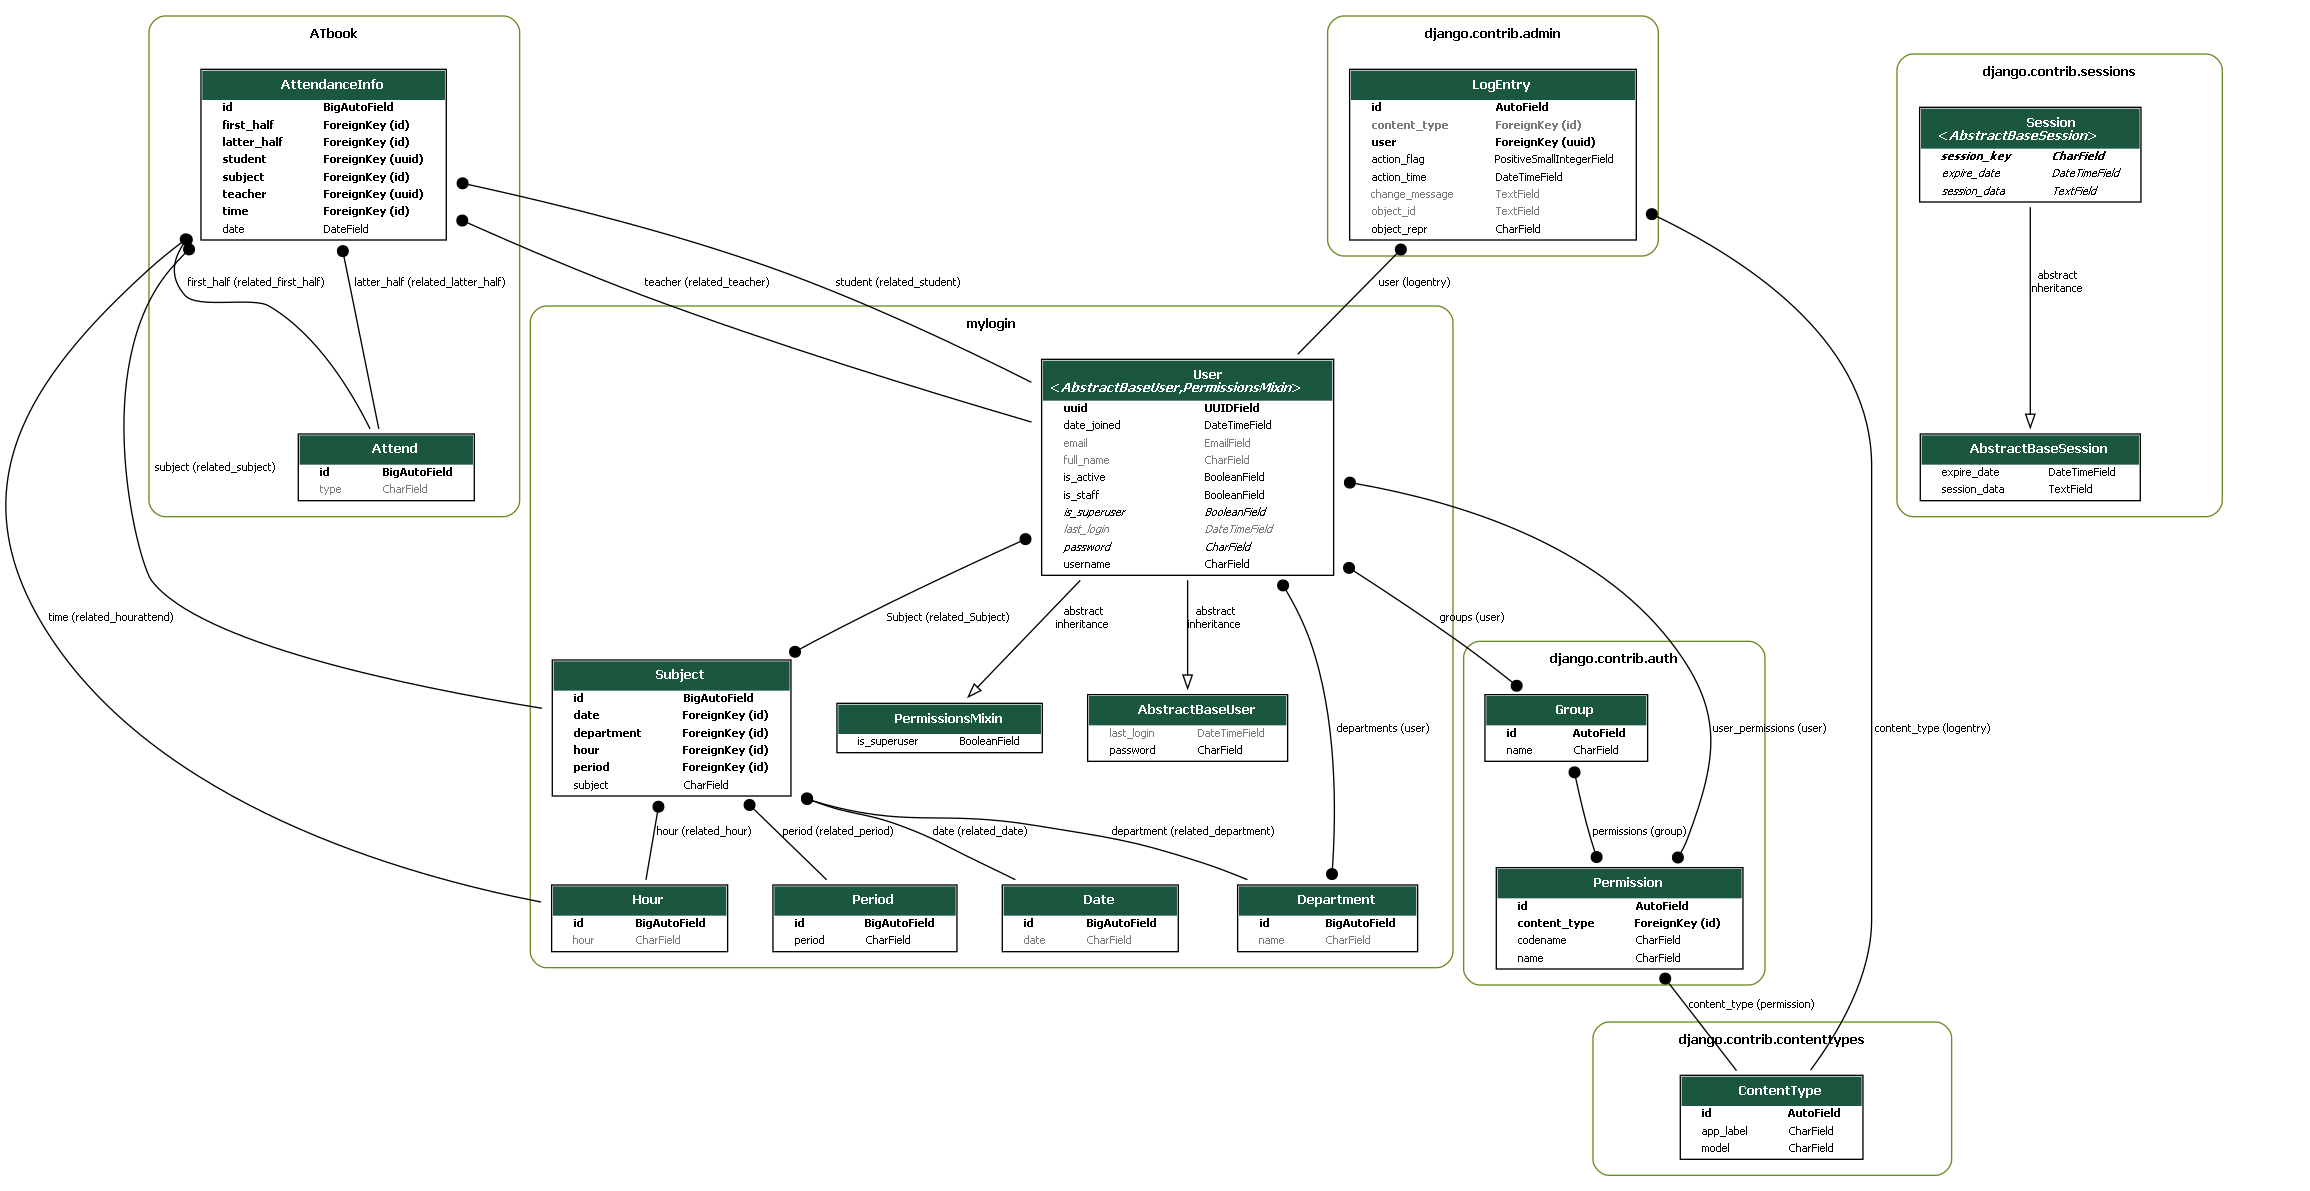 ATbook
AttendanceInfo
id BigAutoField
first_half ForeignKey (id)
latter_half ForeignKey (id)
student ForeignKey (uuid)
subject ForeignKey (id)
teacher ForeignKey (uuid)
time ForeignKey (id)
date DateField
first_half (related_first_half)
latter_half (related_latter_half)
subject (related_subject)
Attend
id BigAutoField
type CharField
time (related_hourattend)
teacher (related_teacher)
student (related_student)
django.contrib.admin
LogEntry
id AutoField
content_type ForeignKey (id)
user ForeignKey (uuid)
action_flag PositiveSmallIntegerField
action_time DateTimeField
change_message TextField
object_id TextField
object_repr CharField
user (logentry)
django.contrib.sessions
Session
<AbstractBaseSession>
session_key CharField
expire_date DateTimeField
session_data TextField
abstract
inheritance
AbstractBaseSession
expire_date DateTimeField
session_data TextField
mylogin
User
<AbstractBaseUser,PermissionsMixin>
uuid UUIDField
date_joined DateTimeField
email EmailField
full_name CharField
is_active BooleanField
is_staff BooleanField
is_superuser BooleanField
last_login DateTimeField
password CharField
username CharField
Subject (related_Subject)
abstract
inheritance
abstract
inheritance
groups (user)
Subject
id BigAutoField
date ForeignKey (id)
department ForeignKey (id)
hour ForeignKey (id)
period ForeignKey (id)
subject CharField
PermissionsMixin
is_superuser BooleanField
AbstractBaseUser
last_login DateTimeField
password CharField
departments (user)
hour (related_hour)
period (related_period)
date (related_date)
department (related_department)
Hour
id BigAutoField
hour CharField
Period
id BigAutoField
period CharField
Date
id BigAutoField
date CharField
Department
id BigAutoField
name CharField
django.contrib.auth
Group
id AutoField
name CharField
user_permissions (user)
content_type (logentry)
permissions (group)
Permission
id AutoField
content_type ForeignKey (id)
codename CharField
name CharField
content_type (permission)
django.contrib.contenttypes
ContentType
id AutoField
app_label CharField
model CharField